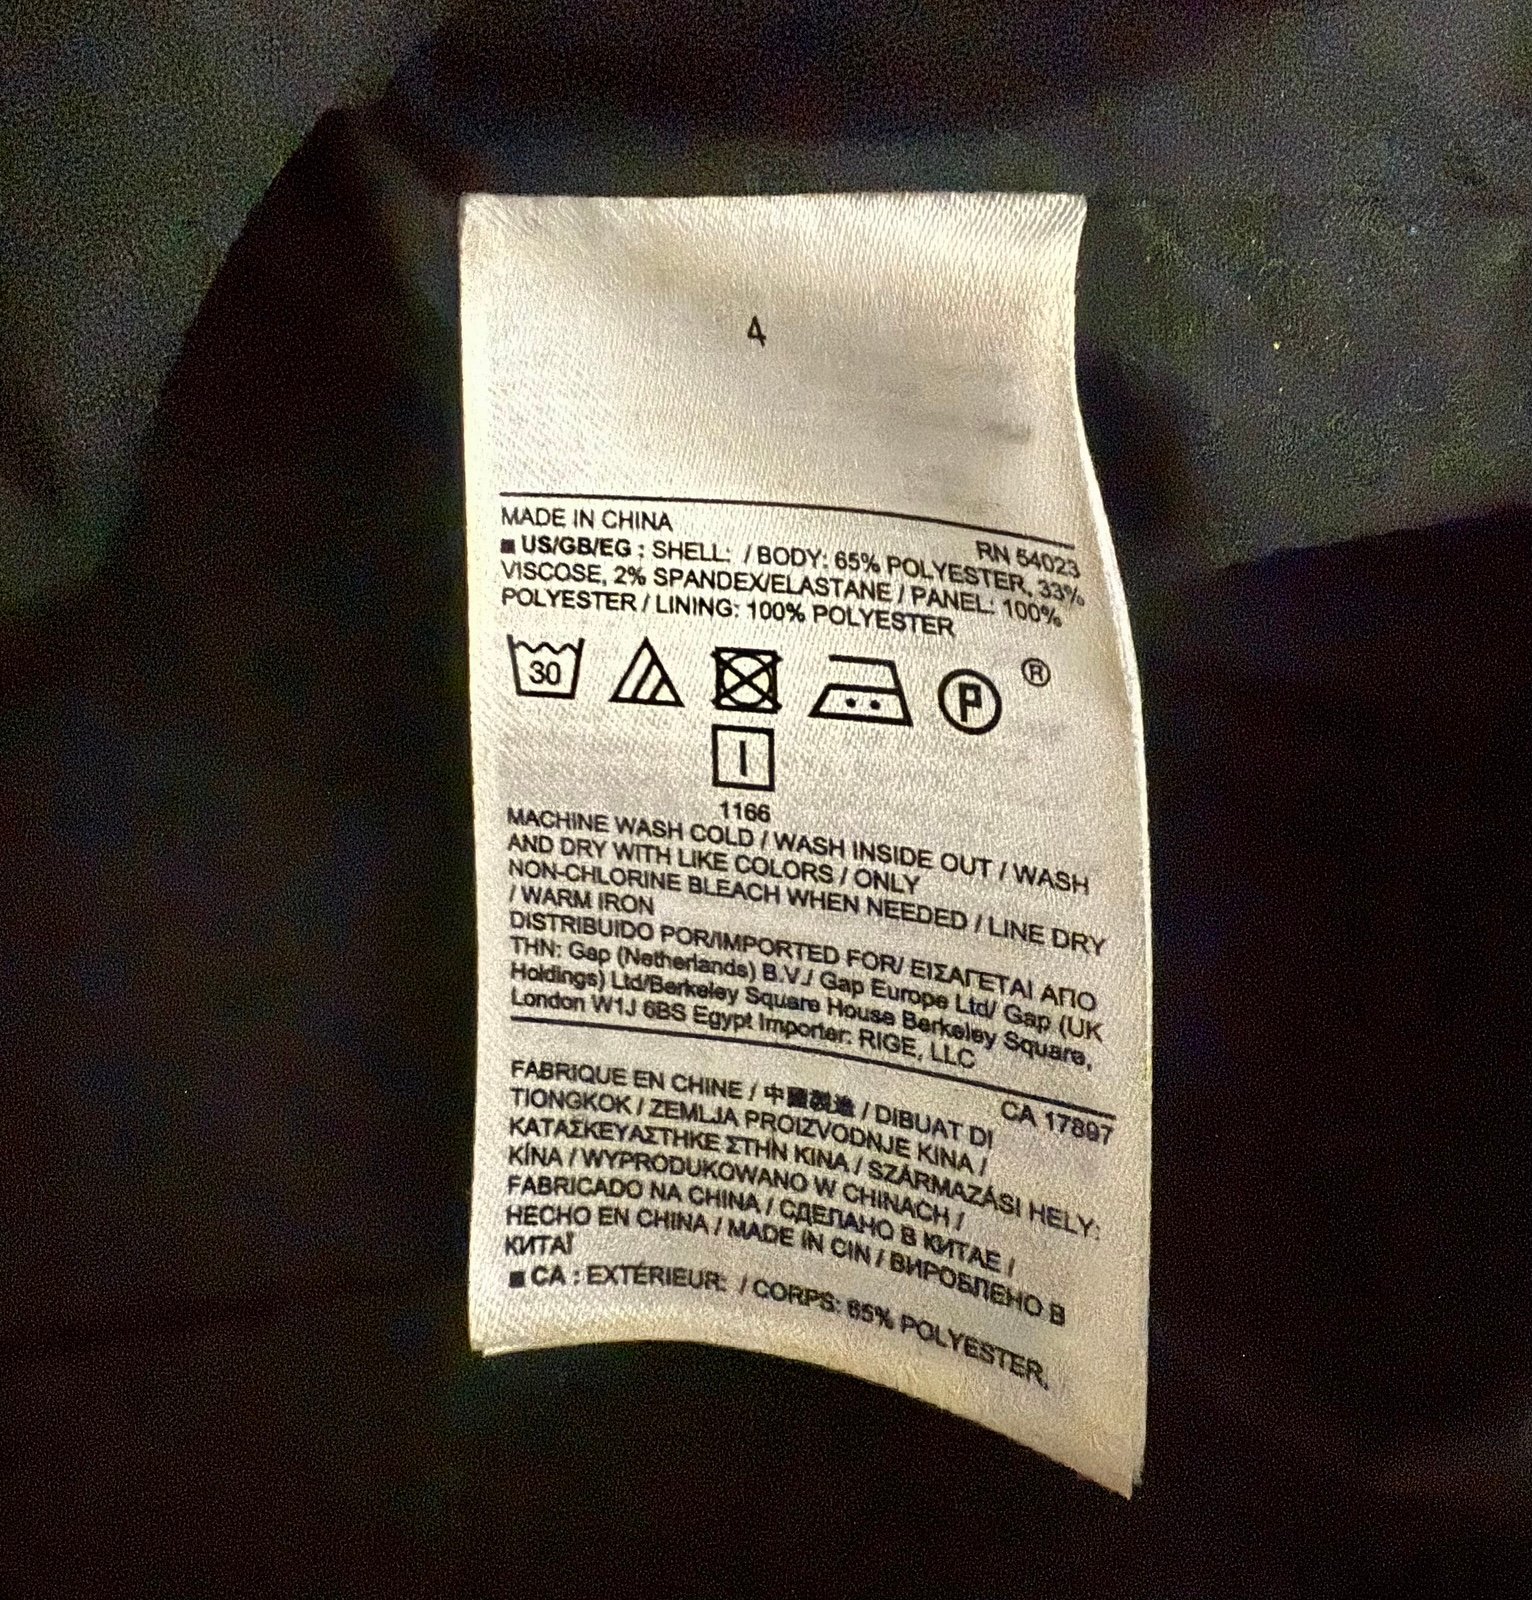 4
MADE IN CHINA
RN 54023
■ US/GB/EG : SHELL: / BODY: 65% POLYESTER, 33%
VISCOSE, 2% SPANDEX/ELASTANE / PANEL: 100%
POLYESTER / LINING: 100% POLYESTER
30
P
®
1166
MACHINE WASH COLD / WASH INSIDE OUT / WASH
AND DRY WITH LIKE COLORS / ONLY
NON-CHLORINE BLEACH WHEN NEEDED / LINE DRY
/ WARM IRON
DISTRIBUIDO POR/IMPORTED FOR/ ΕΙΣΑΓΕΤΑΙ ΑΠΟ
ΤΗΝ: Gap (Netherlands) B.V./ Gap Europe Ltd/ Gap (UK
Holdings) Ltd/Berkeley Square House Berkeley Square,
London W1J 6BS Egypt Importer: RIGE, LLC
CA 17897
FABRIQUE EN CHINE / 中國製造 / DIBUAT DI
TIONGKOK / ZEMLJA PROIZVODNJE KINA /
ΚΑΤΑΣΚΕΥΑΣΤΗΚΕ ΣΤΗΝ ΚΙΝΑ / SZÁRMAZÁSI HELY:
KÍNA / WYPRODUKOWANO W CHINACH /
FABRICADO NA CHINA / СДЕЛАНО В КИТАЕ /
HECHO EN CHINA / MADE IN CIN / ВИРОБЛЕНО В
КИТАЇ
■ CA : EXTÉRIEUR: / CORPS: 65% POLYESTER,